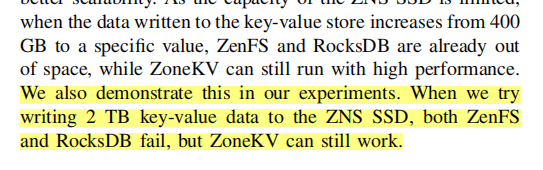 better scalability. As the capacity of the ZNS SSD is limited,
when the data written to the key-value store increases from 400
GB to a specific value, ZenFS and RocksDB are already out
of space, while ZoneKV can still run with high performance.
We also demonstrate this in our experiments. When we try
writing 2 TB key-value data to the ZNS SSD, both ZenFS
and RocksDB fail, but ZoneKV can still work.